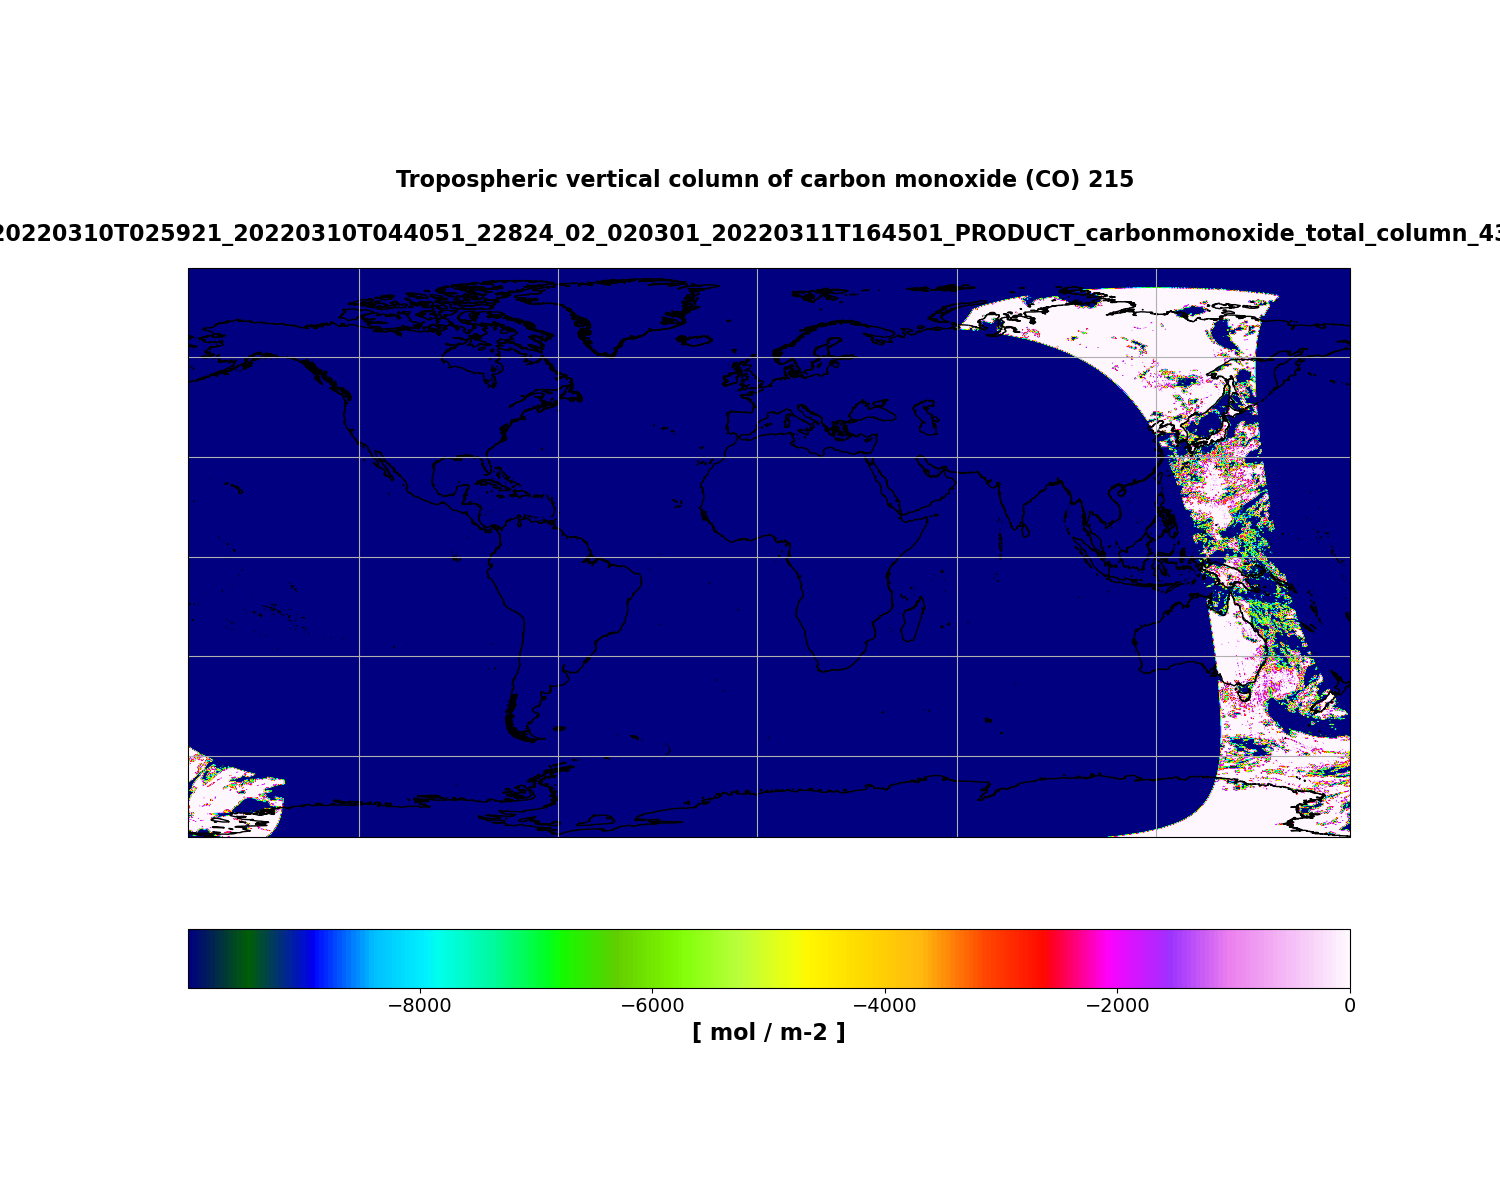 Tropospheric vertical column of carbon monoxide (CO) 215
20220310T025921_20220310T044051_22824_02_020301_20220311T164501_PRODUCT_carbonmonoxide_total_column_43
−8000 −6000 −4000 −2000 0
[ mol / m-2 ]